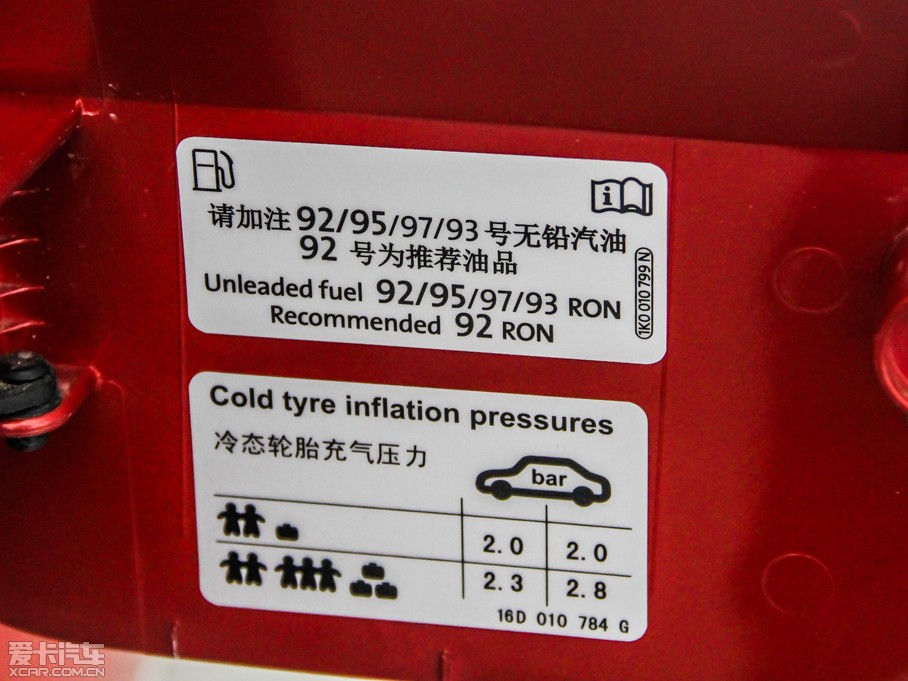 请加注 92/95/97/93 号无铅汽油
92 号为推荐油品
Unleaded fuel 92/95/97/93 RON
Recommended 92 RON
1K0 010 799 N
Cold tyre inflation pressures
冷态轮胎充气压力
bar
2.0 2.0
2.3 2.8
16D 010 784 G
爱卡汽车
XCAR.COM.CN